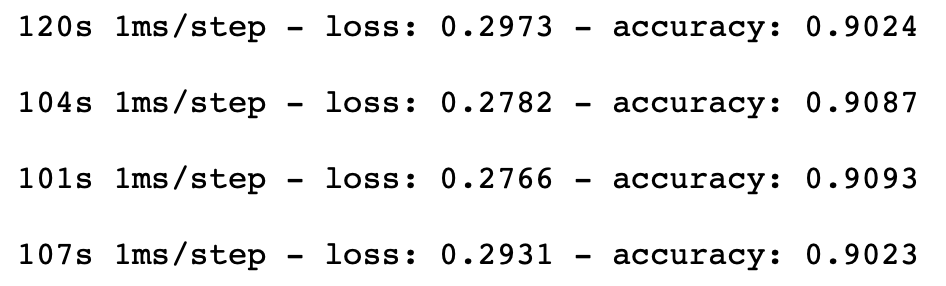 120s 1ms/step - loss: 0.2973 - accuracy: 0.9024
104s 1ms/step - loss: 0.2782 - accuracy: 0.9087
101s 1ms/step - loss: 0.2766 - accuracy: 0.9093
107s 1ms/step - loss: 0.2931 - accuracy: 0.9023